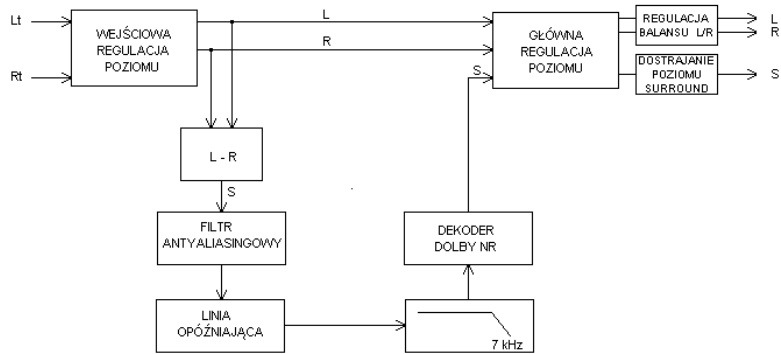 Lt
Rt
WEJŚCIOWA
REGULACJA
POZIOMU
L
R
GŁÓWNA
REGULACJA
POZIOMU
S
REGULACJA
BALANSU L/R
L
R
DOSTRAJANIE
POZIOMU
SURROUND
S
L - R
S
FILTR
ANTYALIASINGOWY
LINIA
OPÓŹNIAJĄCA
7 kHz
DEKODER
DOLBY NR